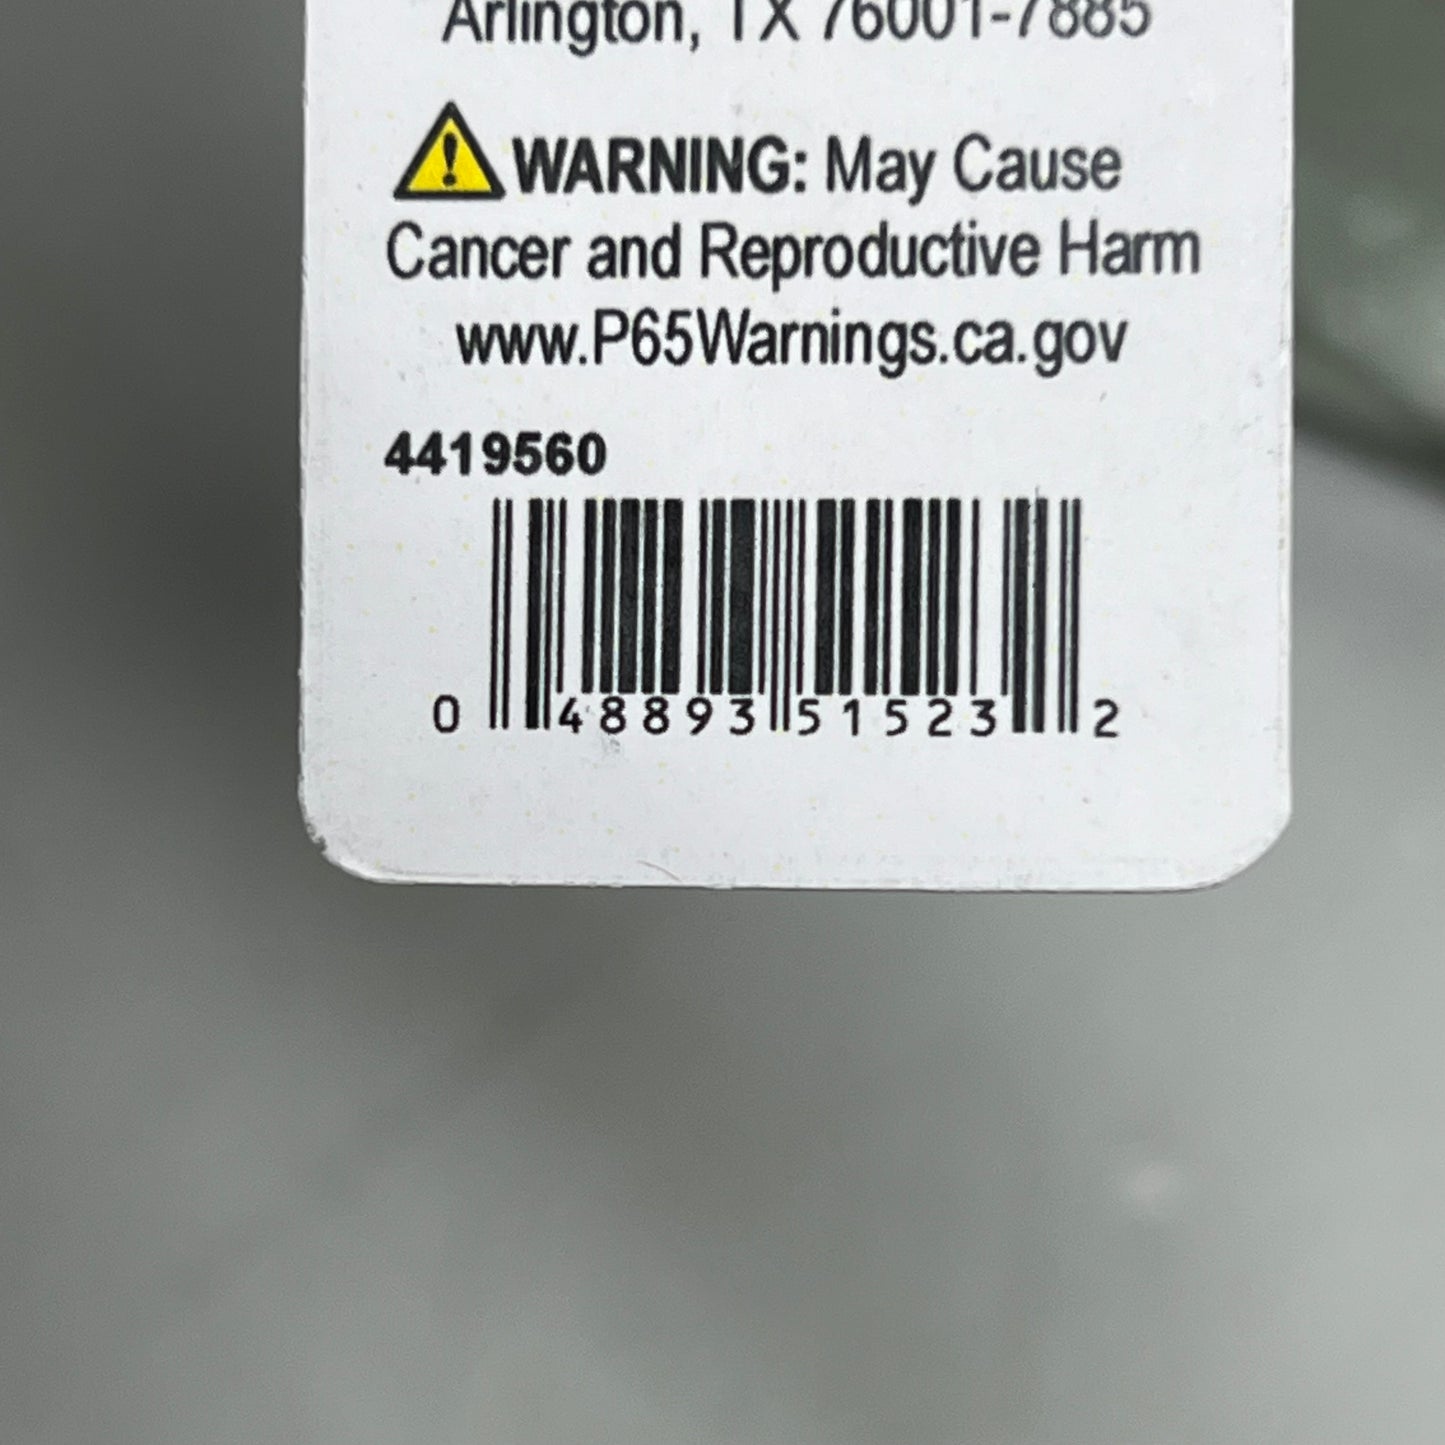 Arlington, TX 76001-7885
WARNING: May Cause
Cancer and Reproductive Harm
www.P65Warnings.ca.gov
4419560
0 48893 51523 2